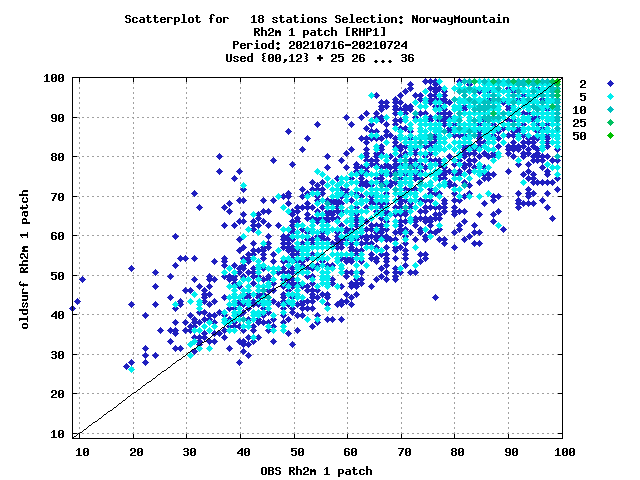 Scatterplot for   18 stations Selection: NorwayMountain
Rh2m 1 patch [RHP1]
Period: 20210716-20210724
Used {00,12} + 25 26 ... 36
100
90
80
70
60
50
40
30
20
10
oldsurf Rh2m 1 patch
2
5
10
25
50
10 20 30 40 50 60 70 80 90 100
OBS Rh2m 1 patch